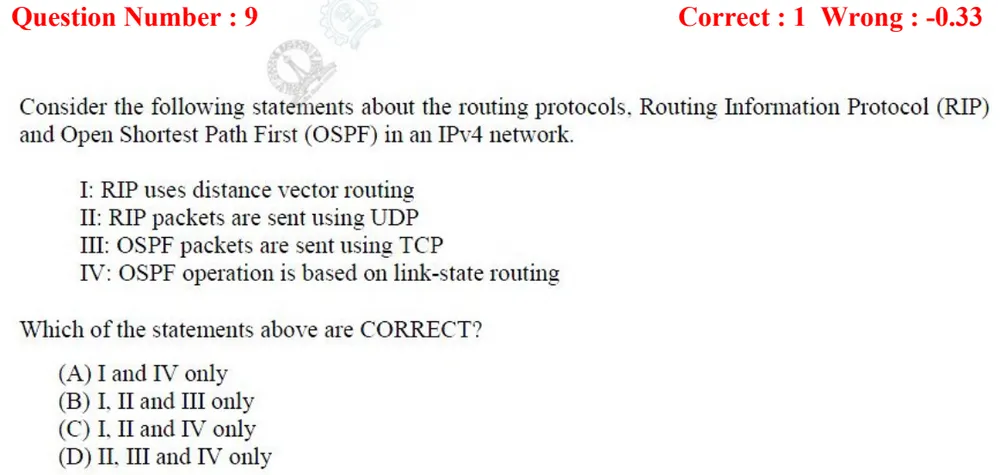 Question Number : 9 Correct : 1 Wrong : -0.33
Consider the following statements about the routing protocols, Routing Information Protocol (RIP)
and Open Shortest Path First (OSPF) in an IPv4 network.
I: RIP uses distance vector routing
II: RIP packets are sent using UDP
III: OSPF packets are sent using TCP
IV: OSPF operation is based on link-state routing
Which of the statements above are CORRECT?
(A) I and IV only
(B) I, II and III only
(C) I, II and IV only
(D) II, III and IV only